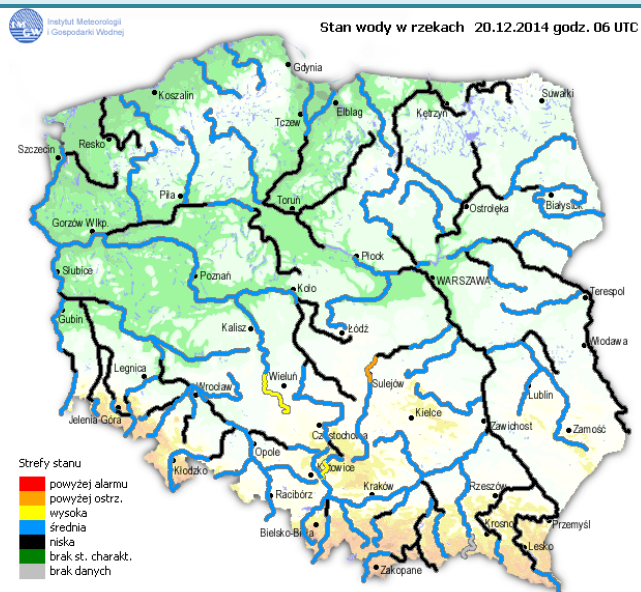 IMGW
Instytut Meteorologii
i Gospodarki Wodnej
Stan wody w rzekach 20.12.2014 godz. 06 UTC
Gdynia
Koszalin
Suwałki
Elbląg
Kętrzyn
Tczew
Resko
Szczecin
Piła
Toruń
Ostrołęka
Białystok
Gorzów Wlkp.
Płock
Słubice
Poznań
WARSZAWA
Koło
Terespol
Gubin
Kalisz
Łódź
Włodawa
Legnica
Wieluń
Sulejów
Wrocław
Lublin
Jelenia Góra
Kielce
Zawichost
Częstochowa
Zamość
Opole
Kłodzko
Katowice
Racibórz
Kraków
Rzeszów
Bielsko-Biała
Krosno
Przemyśl
Lesko
Zakopane
Strefy stanu
powyżej alarmu
powyżej ostrz.
wysoka
średnia
niska
brak st. charakt.
brak danych